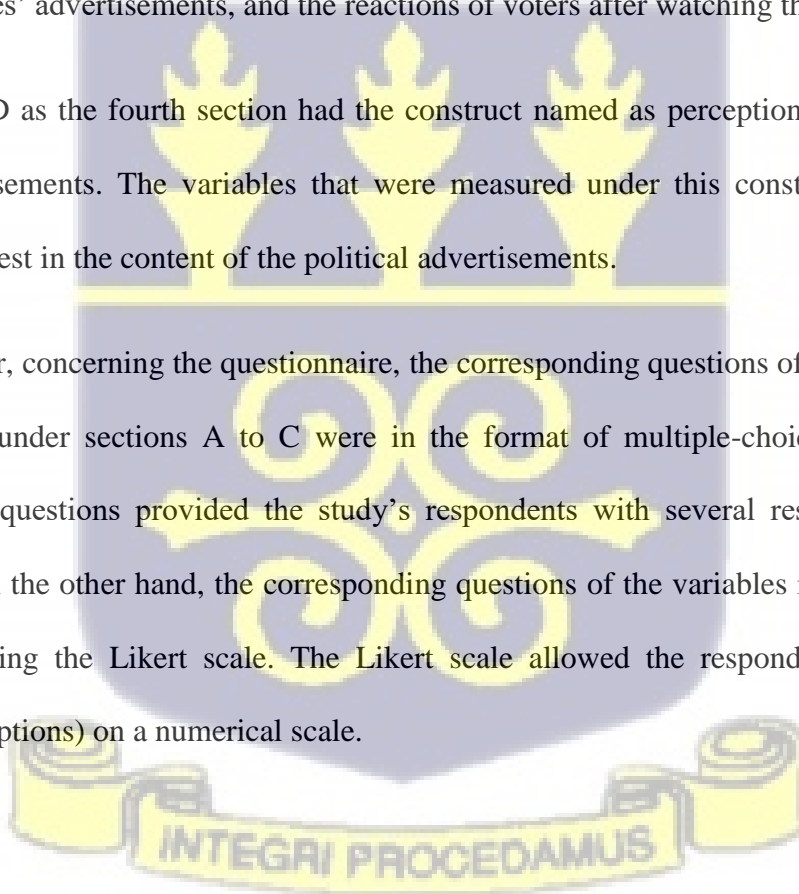 es’ advertisements, and the reactions of voters after watching th
D as the fourth section had the construct named as perception
sements. The variables that were measured under this const
est in the content of the political advertisements.
r, concerning the questionnaire, the corresponding questions of
under sections A to C were in the format of multiple-choi
questions provided the study’s respondents with several res
the other hand, the corresponding questions of the variables
ing the Likert scale. The Likert scale allowed the respond
ptions) on a numerical scale.
INTEGRI PROCEDAMUS